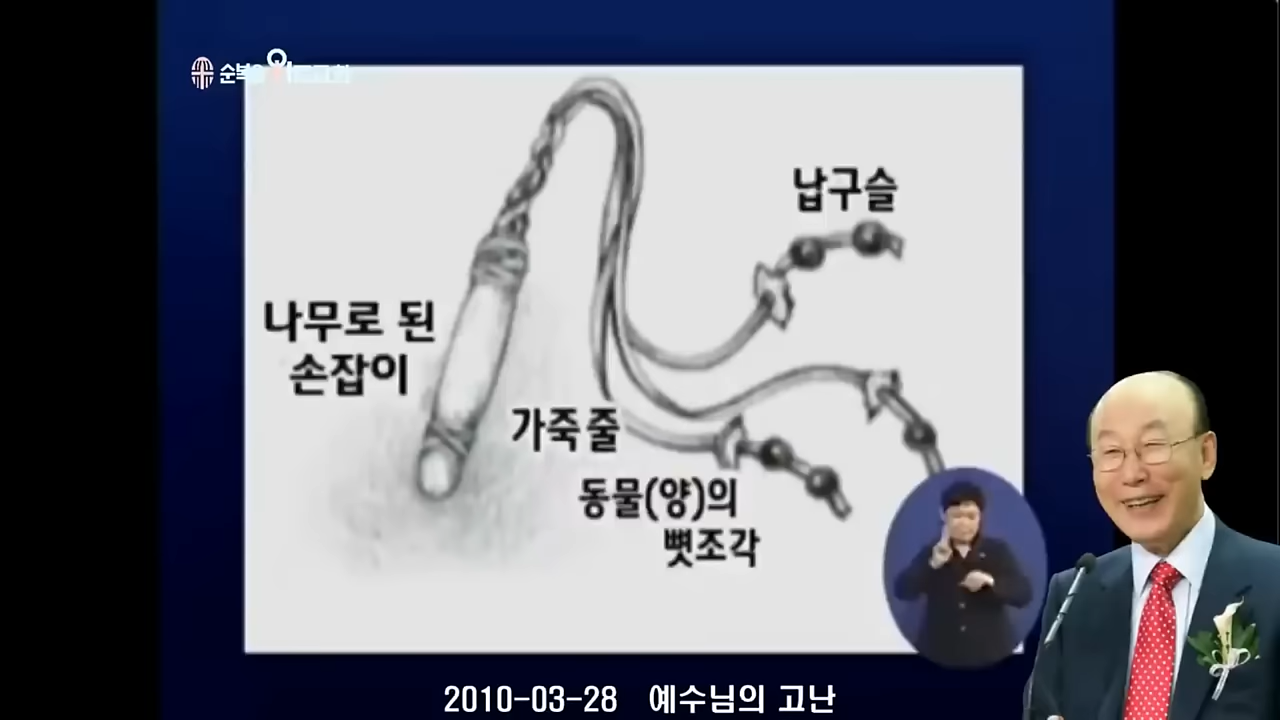 납구슬
나무로 된
손잡이
가죽 줄
동물(양)의
뼛조각
2010-03-28 예수님의 고난